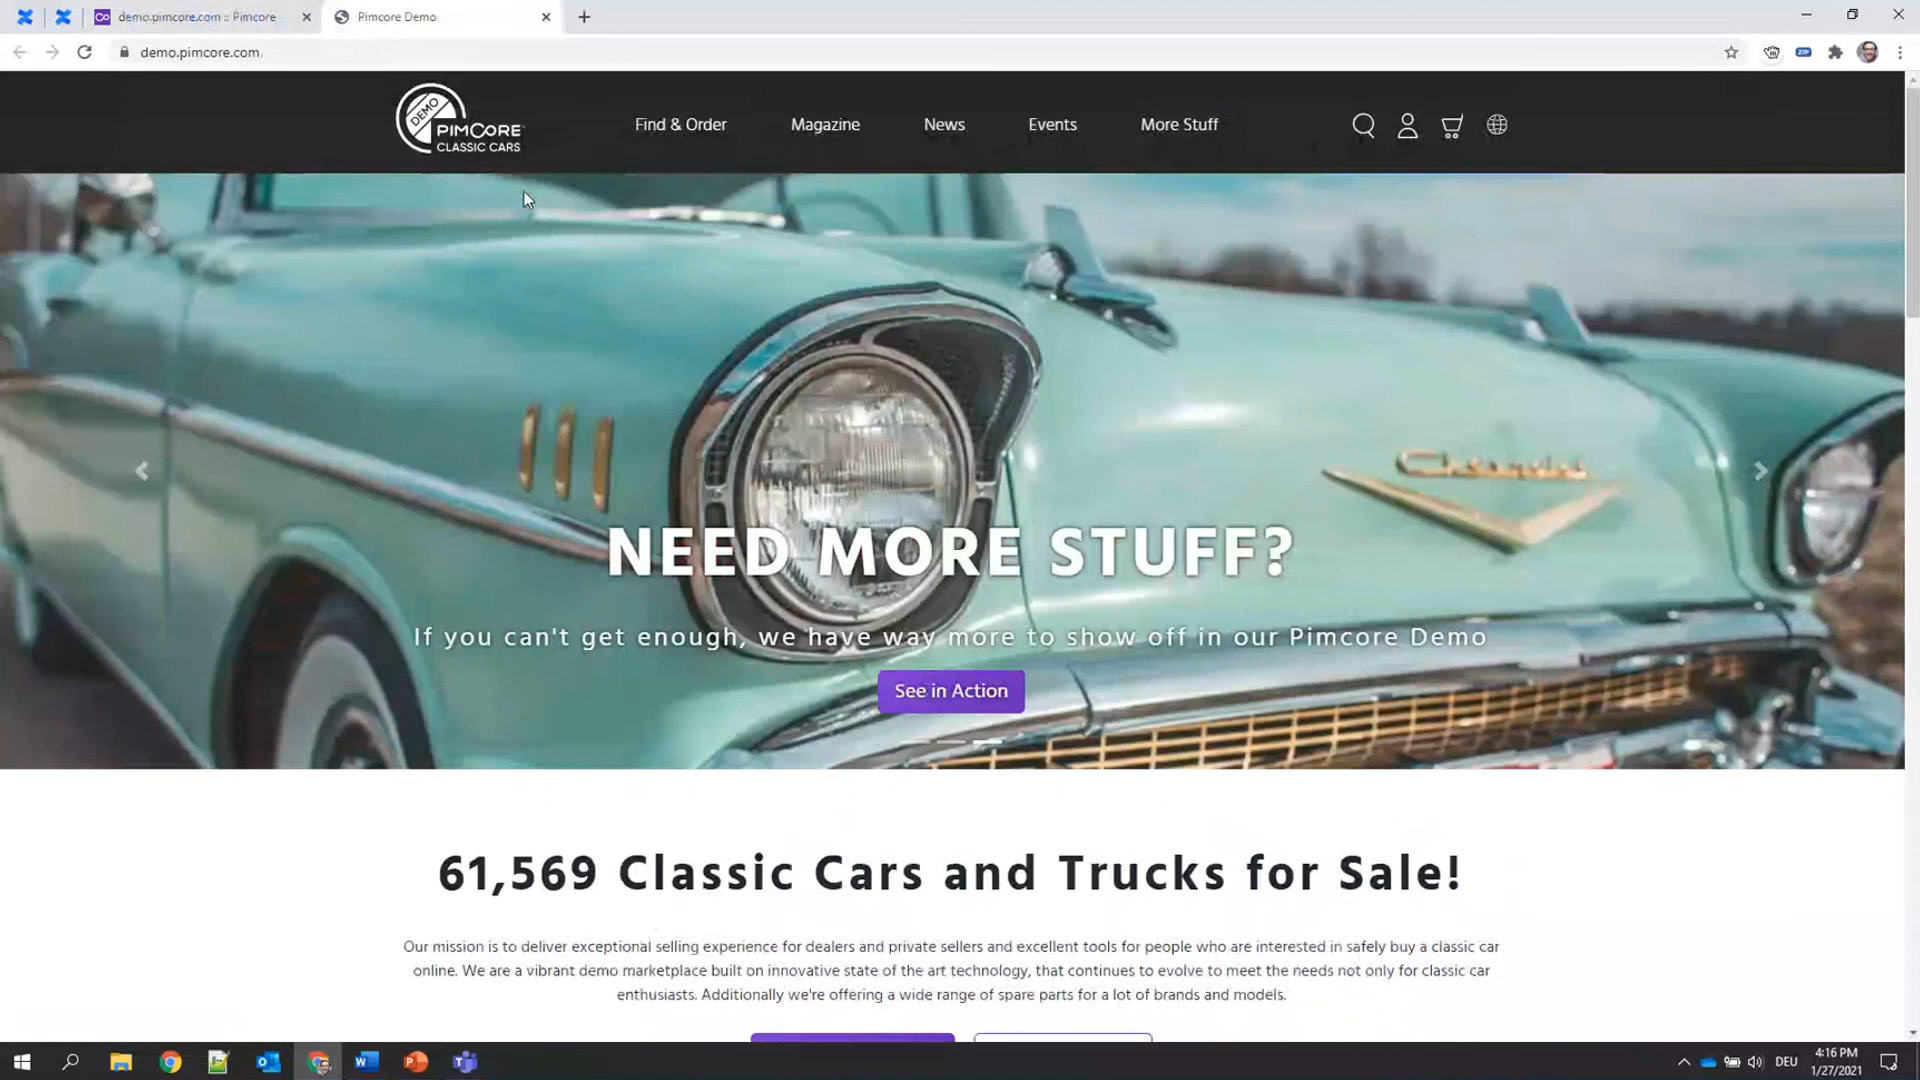 demo.pimcore.com :: Pimcore
Pimcore Demo
demo.pimcore.com
ZIP
DEMO
PIMCORE
CLASSIC CARS
Find & Order
Magazine
News
Events
More Stuff
Chevrolet
NEED MORE STUFF?
If you can't get enough, we have way more to show off in our Pimcore Demo
See in Action
61,569 Classic Cars and Trucks for Sale!
Our mission is to deliver exceptional selling experience for dealers and private sellers and excellent tools for people who are interested in safely buy a classic car
online. We are a vibrant demo marketplace built on innovative state of the art technology, that continues to evolve to meet the needs not only for classic car
enthusiasts. Additionally we're offering a wide range of spare parts for a lot of brands and models.
DEU
4:16 PM
1/27/2021